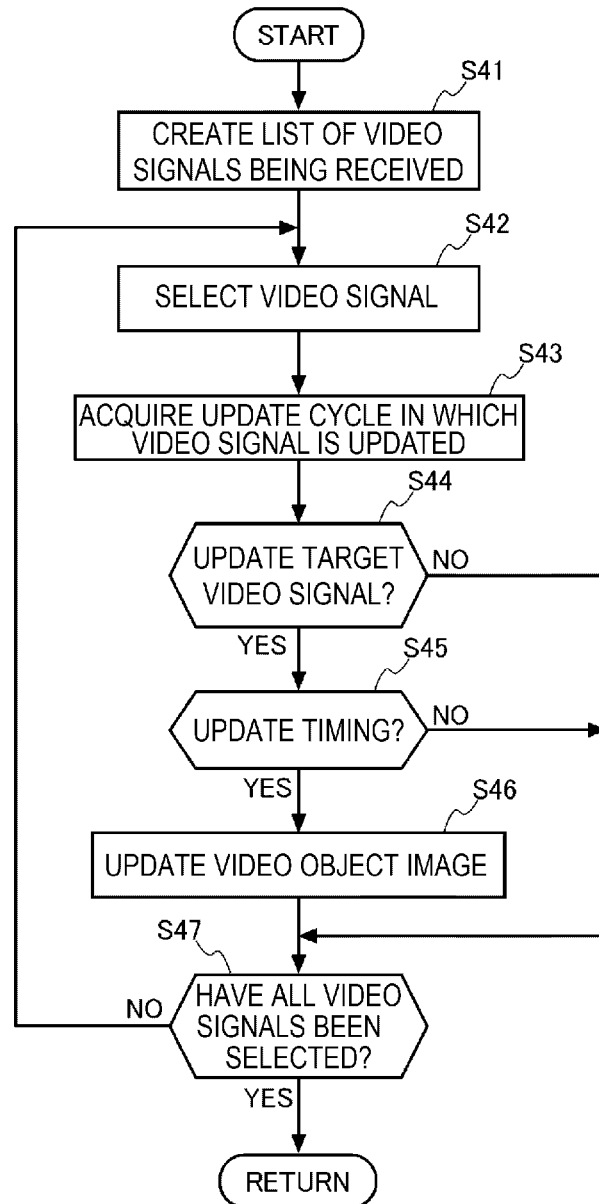 START
S41
CREATE LIST OF VIDEO
SIGNALS BEING RECEIVED
S42
SELECT VIDEO SIGNAL
S43
ACQUIRE UPDATE CYCLE IN WHICH
VIDEO SIGNAL IS UPDATED
S44
UPDATE TARGET
VIDEO SIGNAL?
NO
YES
S45
UPDATE TIMING?
NO
YES
S46
UPDATE VIDEO OBJECT IMAGE
S47
HAVE ALL VIDEO
SIGNALS BEEN
SELECTED?
NO
YES
RETURN